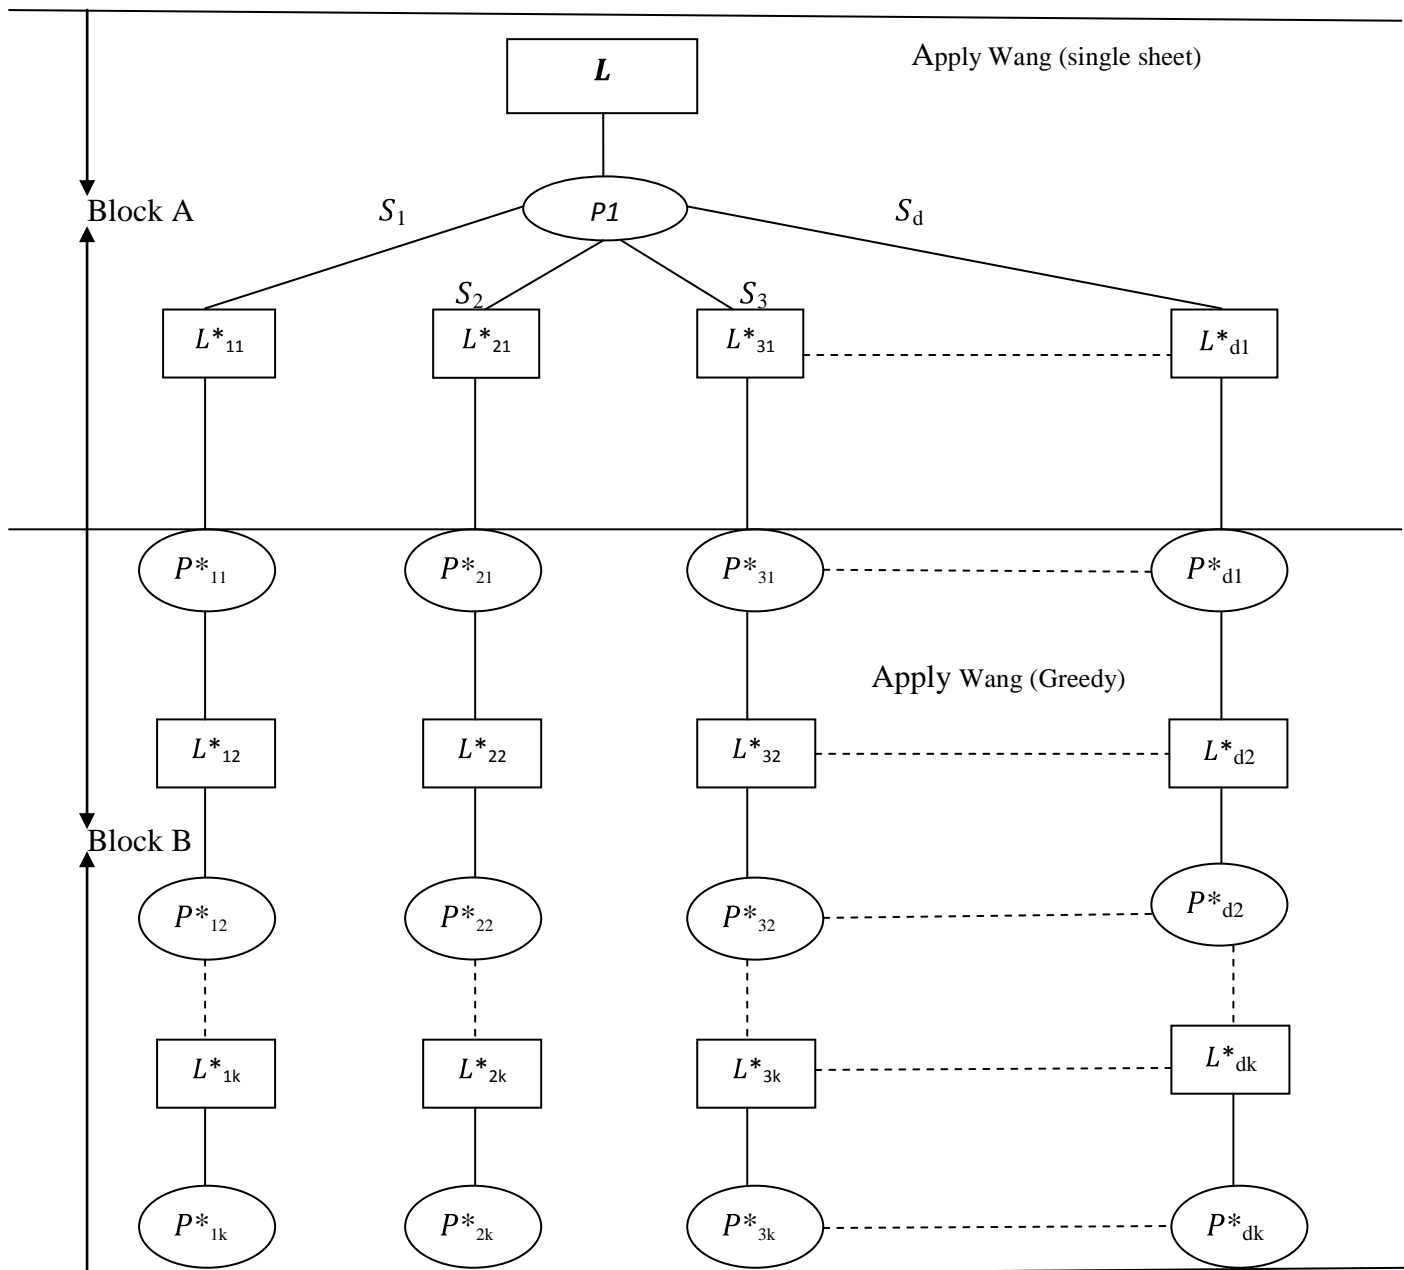 Apply Wang (single sheet)
L
Block A
S1
P1
Sd
S2
S3
L*11
L*21
L*31
L*d1
P*11
P*21
P*31
P*d1
Apply Wang (Greedy)
L*12
L*22
L*32
L*d2
Block B
P*12
P*22
P*32
P*d2
L*1k
L*2k
L*3k
L*dk
P*1k
P*2k
P*3k
P*dk